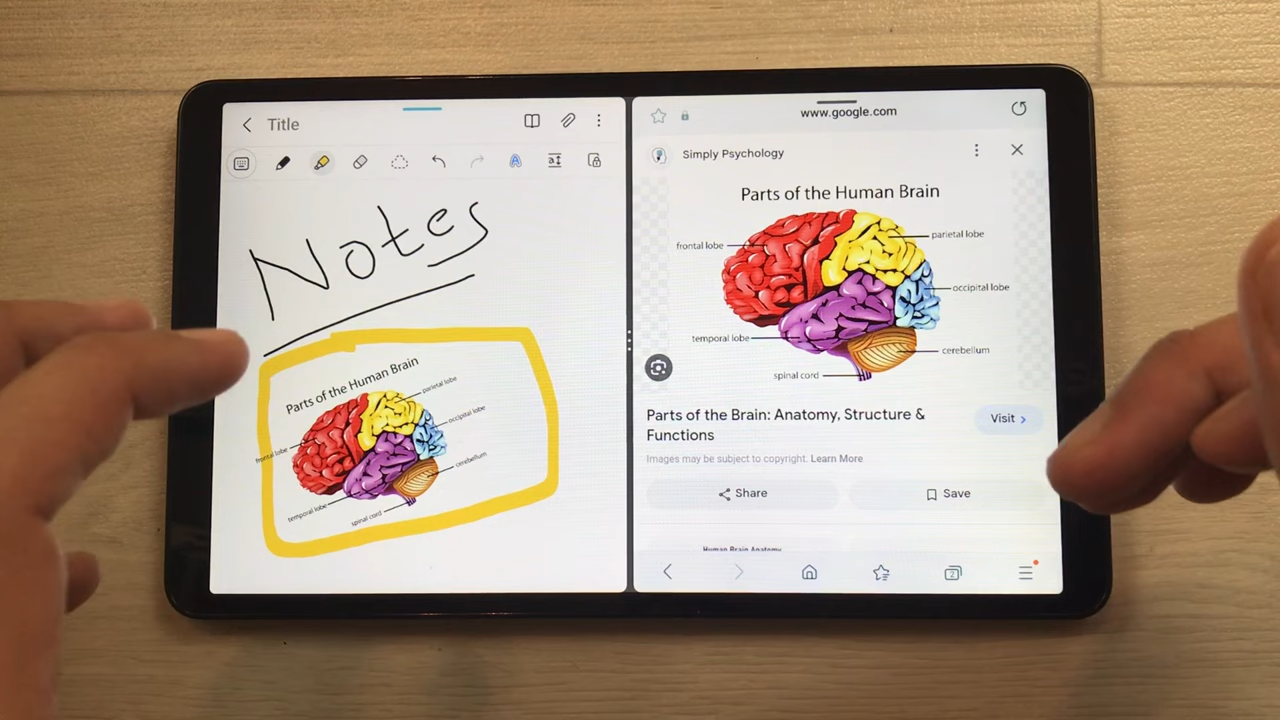 Title
Notes
Parts of the Human Brain
parietal lobe
occipital lobe
frontal lobe
cerebellum
temporal lobe
spinal cord
www.google.com
Simply Psychology
Parts of the Human Brain
parietal lobe
frontal lobe
occipital lobe
temporal lobe
cerebellum
spinal cord
Parts of the Brain: Anatomy, Structure &
Functions
Visit
Images may be subject to copyright. Learn More
Share
Save
Human Brain Anatomy
2